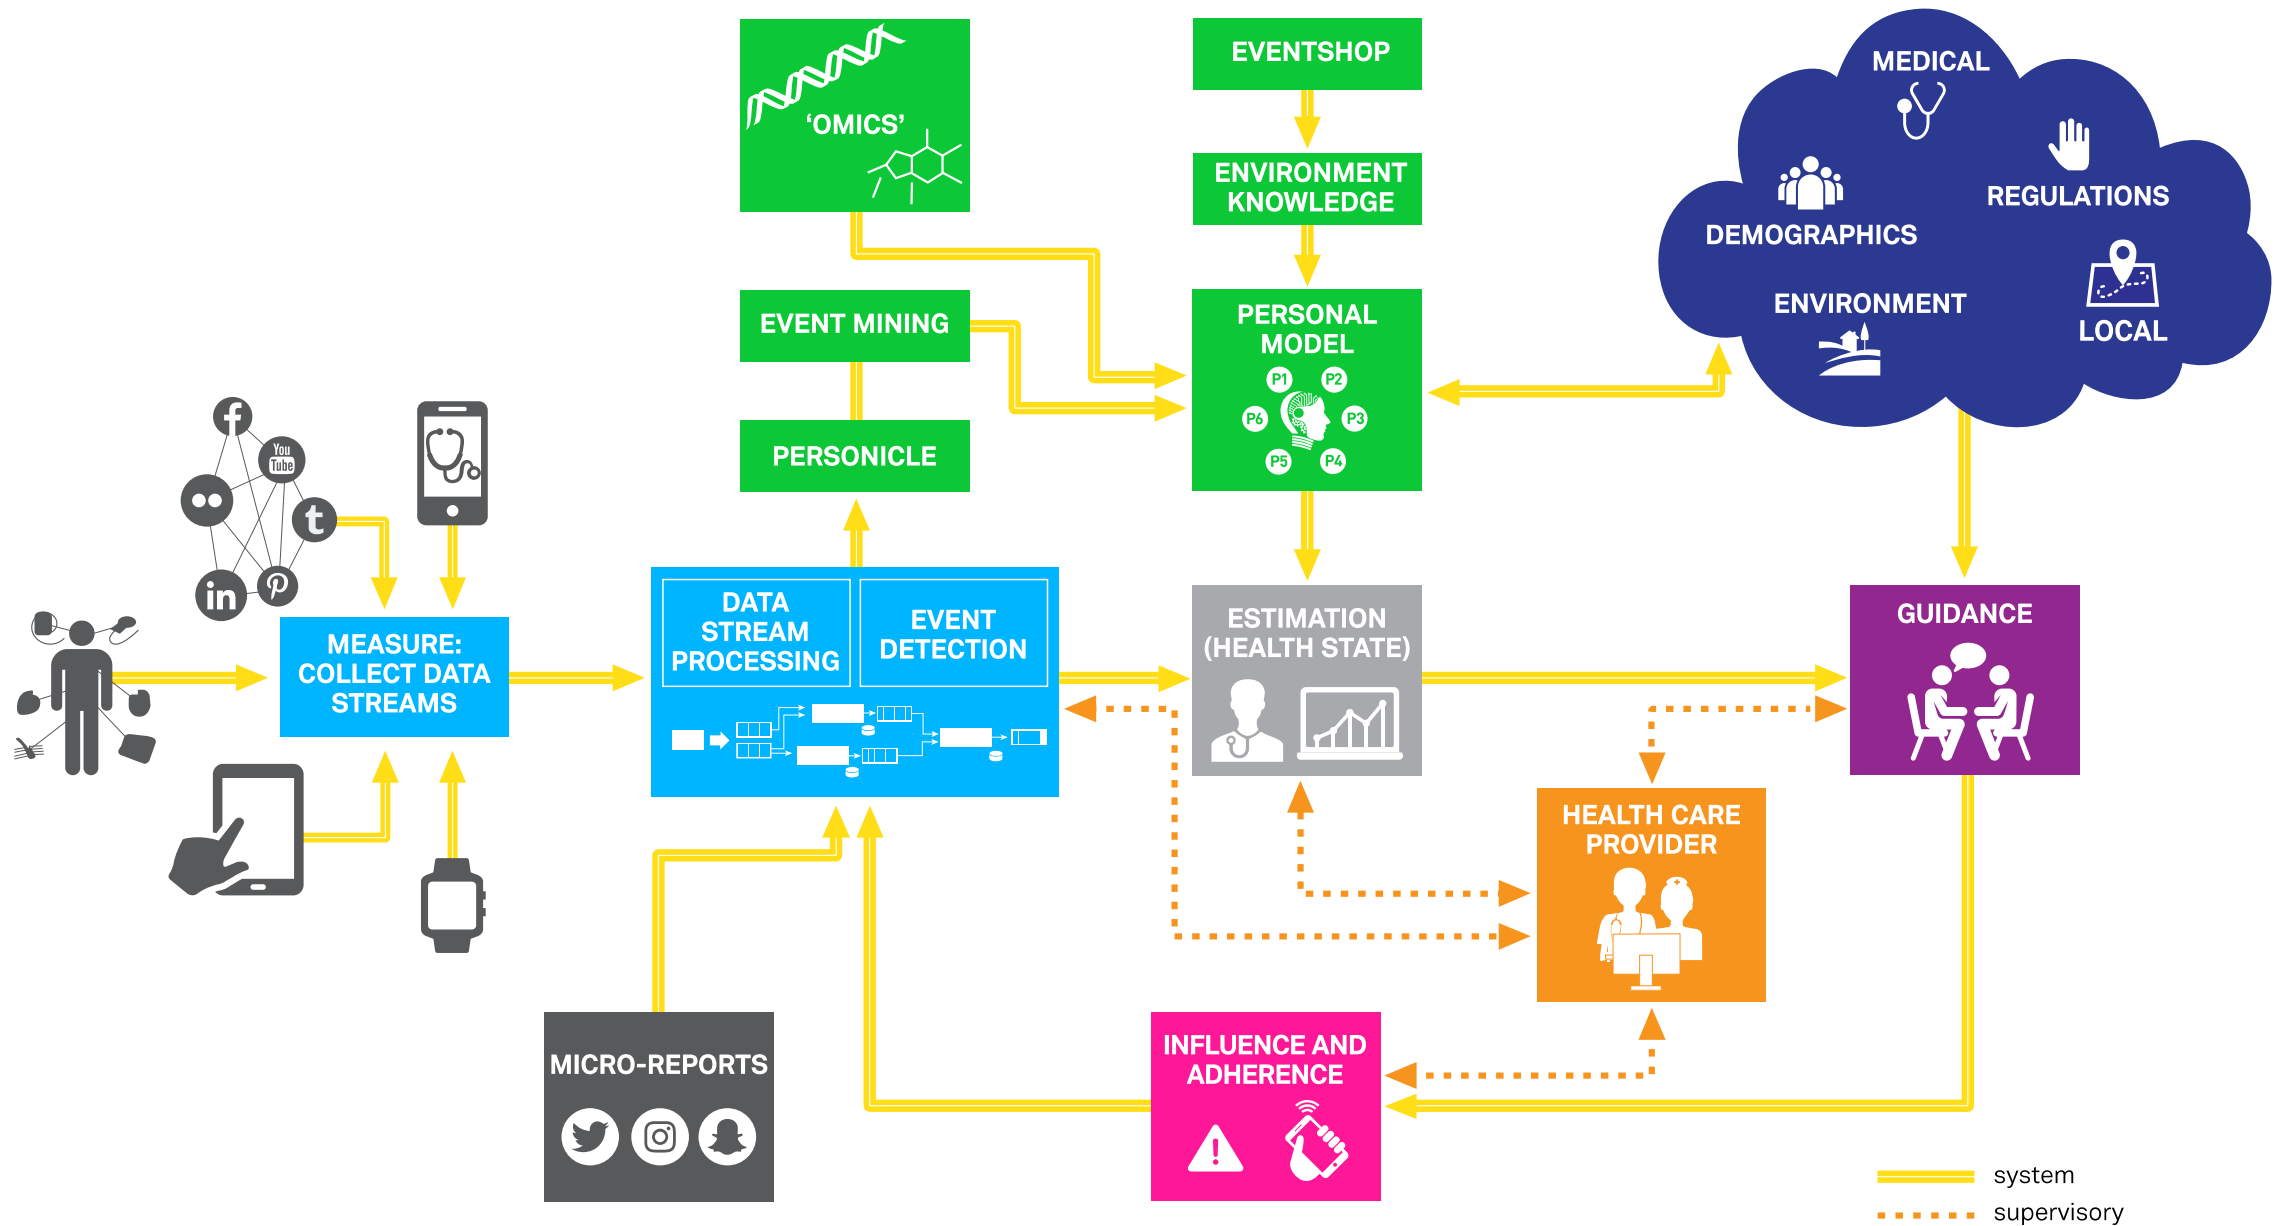 ‘OMICS’
EVENTSHOP
ENVIRONMENT
KNOWLEDGE
MEDICAL
REGULATIONS
DEMOGRAPHICS
ENVIRONMENT
LOCAL
EVENT MINING
PERSONICLE
PERSONAL
MODEL
P1
P2
P6
P3
P5
P4
f
You
Tube
t
in
MEASURE:
COLLECT DATA
STREAMS
DATA
STREAM
PROCESSING
EVENT
DETECTION
ESTIMATION
(HEALTH STATE)
GUIDANCE
HEALTH CARE
PROVIDER
MICRO-REPORTS
INFLUENCE AND
ADHERENCE
system
supervisory